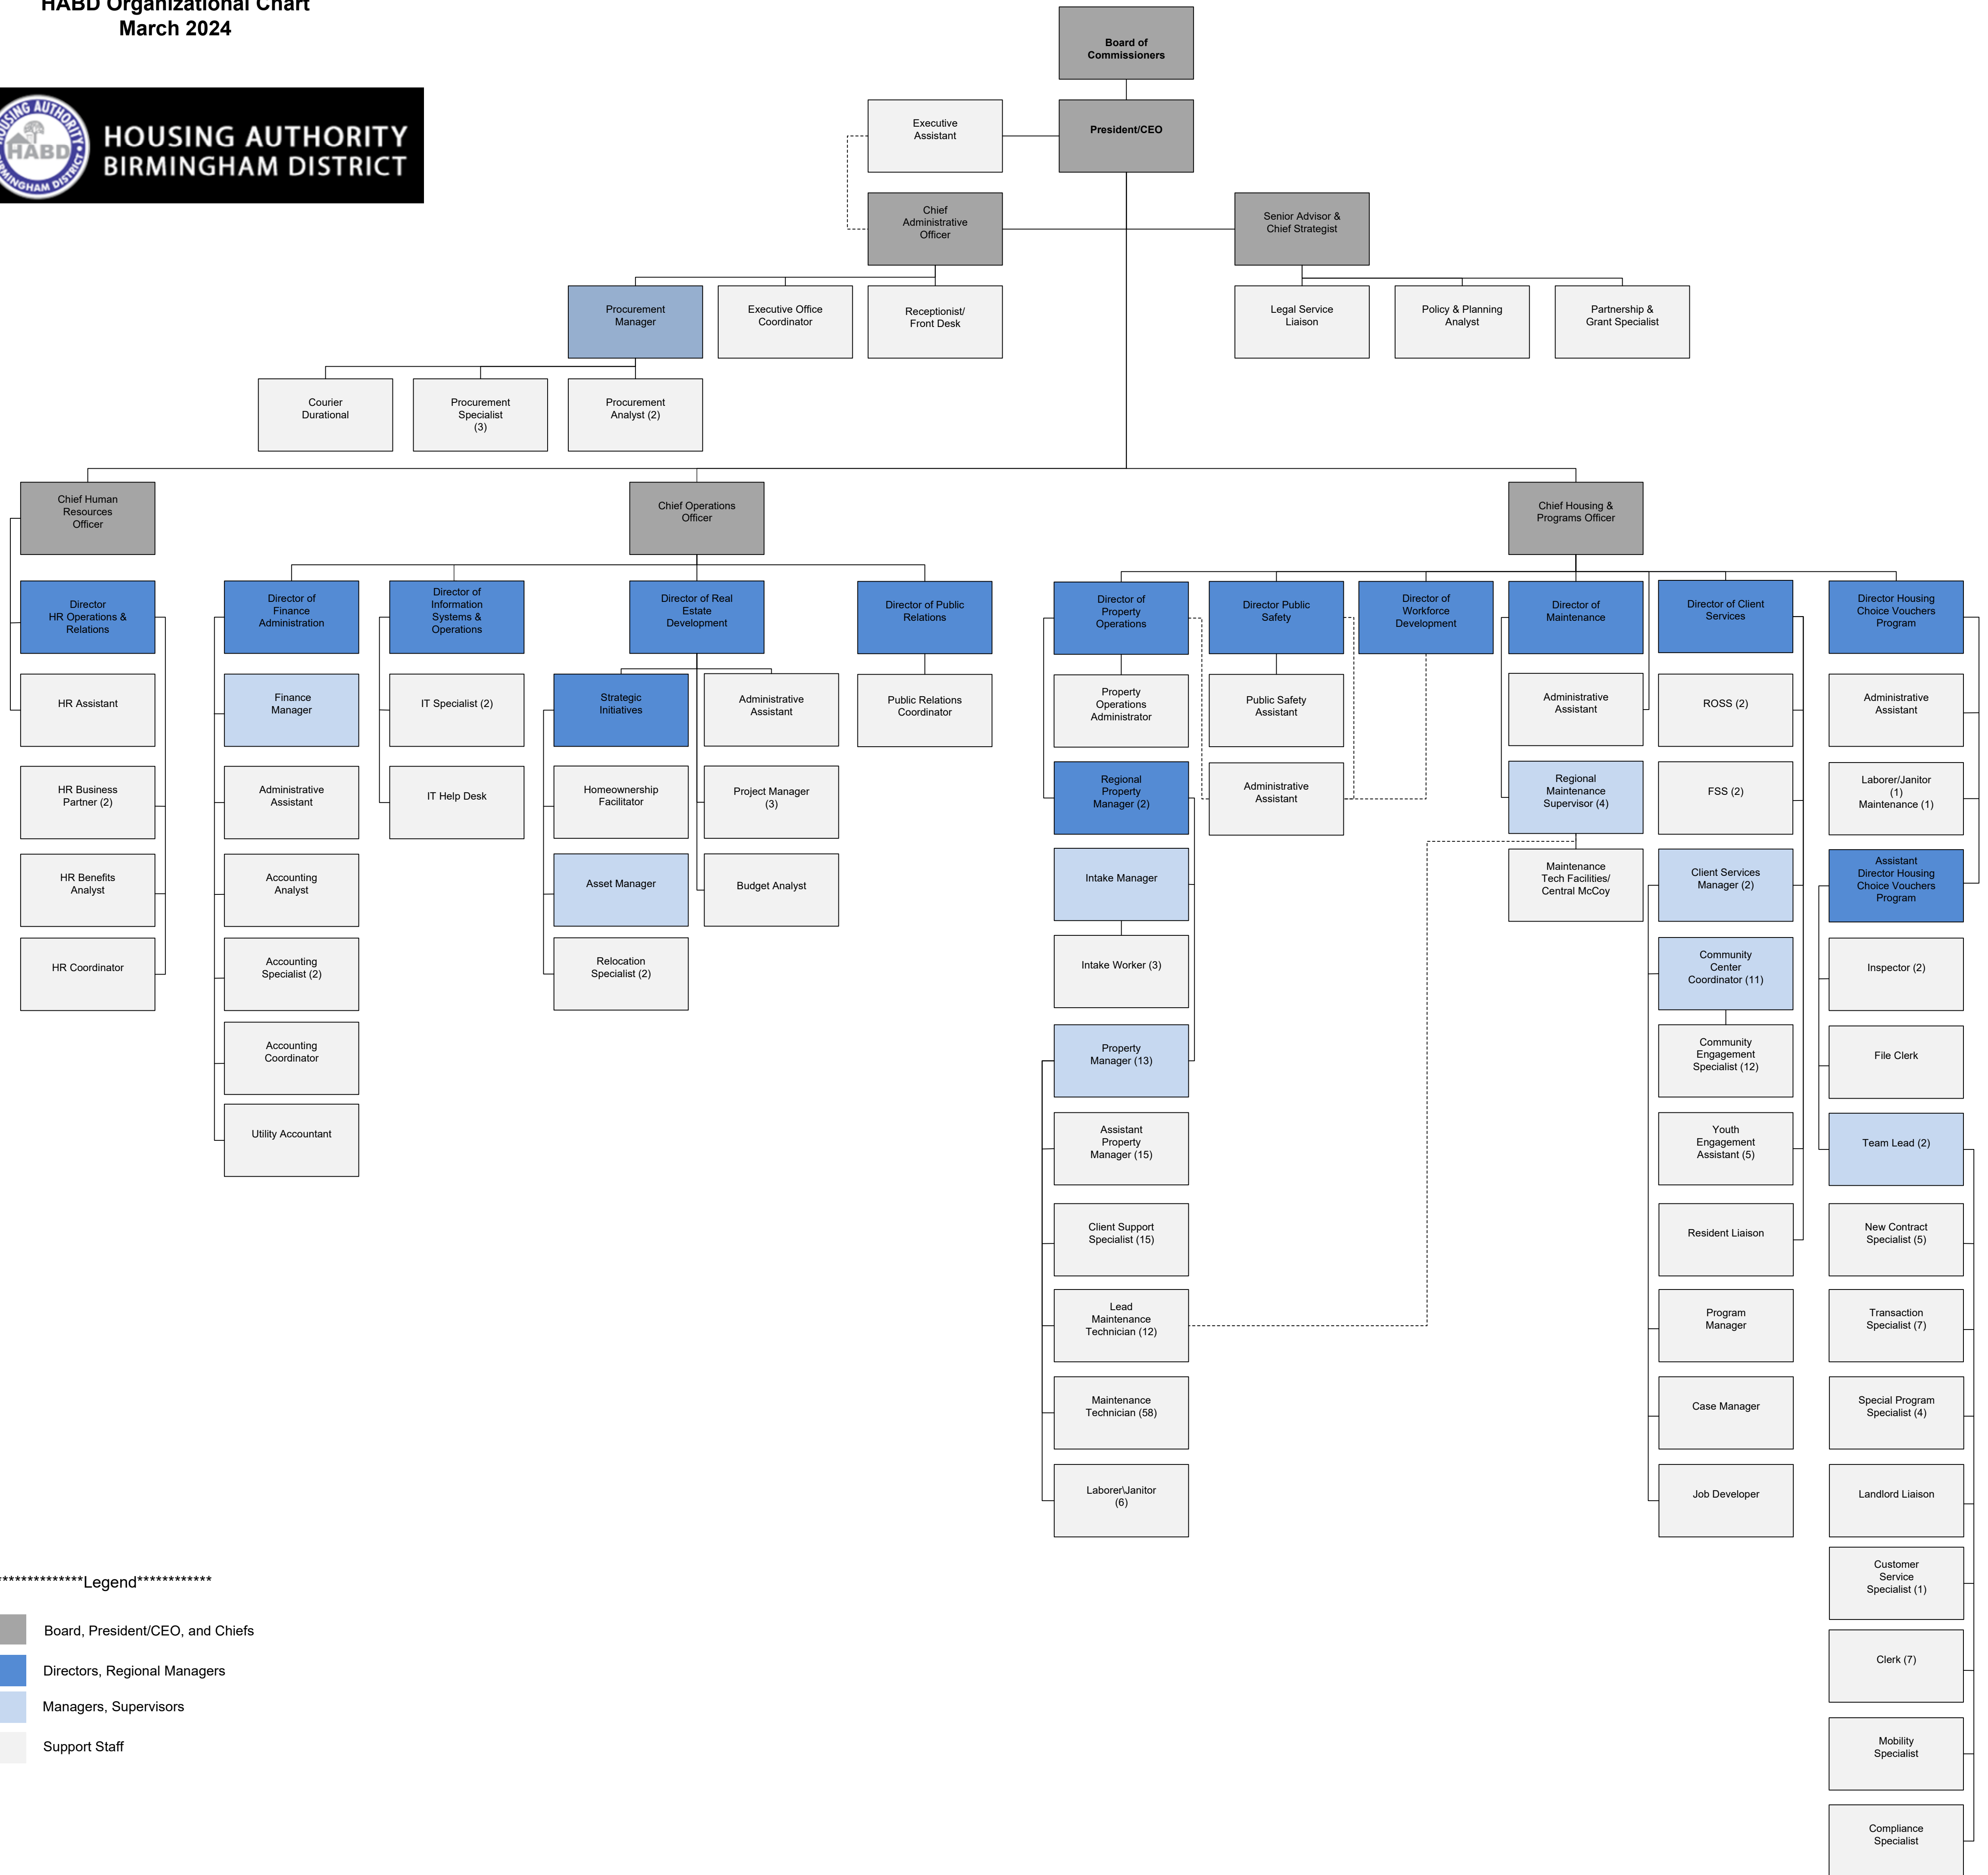 HABD Organizational Chart
March 2024
HOUSING AUTHORITY
BIRMINGHAM DISTRICT
HOUSING AUTHORITY
HABD
BIRMINGHAM DISTRICT
Board of
Commissioners
Executive
Assistant
President/CEO
Chief
Administrative
Officer
Senior Advisor &
Chief Strategist
Procurement
Manager
Executive Office
Coordinator
Receptionist/
Front Desk
Legal Service
Liaison
Policy & Planning
Analyst
Partnership &
Grant Specialist
Courier
Durational
Procurement
Specialist
(3)
Procurement
Analyst (2)
Chief Human
Resources
Officer
Chief Operations
Officer
Chief Housing &
Programs Officer
Director
HR Operations &
Relations
Director of
Finance
Administration
Director of
Information
Systems &
Operations
Director of Real
Estate
Development
Director of Public
Relations
Director of
Property
Operations
Director Public
Safety
Director of
Workforce
Development
Director of
Maintenance
Director of Client
Services
Director Housing
Choice Vouchers
Program
HR Assistant
Finance
Manager
IT Specialist (2)
Strategic
Initiatives
Administrative
Assistant
Public Relations
Coordinator
Property
Operations
Administrator
Public Safety
Assistant
Administrative
Assistant
ROSS (2)
Administrative
Assistant
HR Business
Partner (2)
Administrative
Assistant
IT Help Desk
Homeownership
Facilitator
Project Manager
(3)
Regional
Property
Manager (2)
Administrative
Assistant
Regional
Maintenance
Supervisor (4)
FSS (2)
Laborer/Janitor
(1)
Maintenance (1)
HR Benefits
Analyst
Accounting
Analyst
Asset Manager
Budget Analyst
Intake Manager
Maintenance
Tech Facilities/
Central McCoy
Client Services
Manager (2)
Assistant
Director Housing
Choice Vouchers
Program
HR Coordinator
Accounting
Specialist (2)
Relocation
Specialist (2)
Intake Worker (3)
Community
Center
Coordinator (11)
Inspector (2)
Accounting
Coordinator
Property
Manager (13)
Community
Engagement
Specialist (12)
File Clerk
Utility Accountant
Assistant
Property
Manager (15)
Youth
Engagement
Assistant (5)
Team Lead (2)
Client Support
Specialist (15)
Resident Liaison
New Contract
Specialist (5)
Lead
Maintenance
Technician (12)
Program
Manager
Transaction
Specialist (7)
Maintenance
Technician (58)
Case Manager
Special Program
Specialist (4)
Laborer\Janitor
(6)
Job Developer
Landlord Liaison
Customer
Service
Specialist (1)
Clerk (7)
Mobility
Specialist
Compliance
Specialist
**************Legend************
Board, President/CEO, and Chiefs
Directors, Regional Managers
Managers, Supervisors
Support Staff